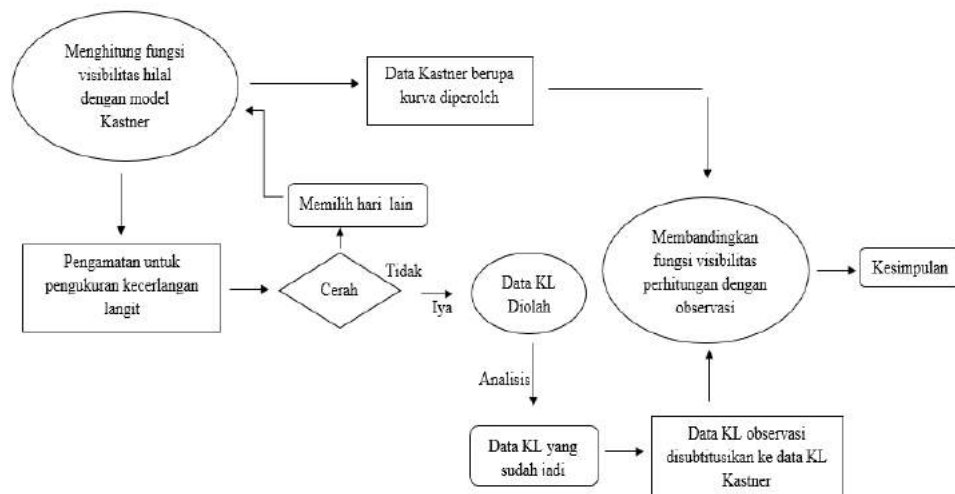 Menghitung fungsi
visibilitas hilal
dengan model
Kastner
Data Kastner berupa
kurva diperoleh
Memilih hari lain
Pengamatan untuk
pengukuran kecerlangan
langit
Cerah
Tidak
Iya
Data KL
Diolah
Membandingkan
fungsi visibilitas
perhitungan dengan
observasi
Kesimpulan
Analisis
Data KL yang
sudah jadi
Data KL observasi
disubtitusikan ke data KL
Kastner